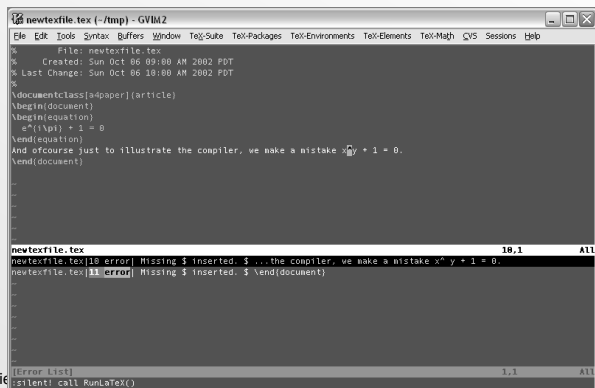 newtexfile.tex (~/tmp) - GVIM2
File Edit Tools Syntax Buffers Window TeX-Suite TeX-Packages TeX-Environments TeX-Elements TeX-Math CVS Sessions Help
% File: newtexfile.tex
% Created: Sun Oct 06 09:00 AM 2002 PDT
% Last Change: Sun Oct 06 10:00 AM 2002 PDT
%
\documentclass[a4paper]{article}
\begin{document}
\begin{equation}
e^{i\pi} + 1 = 0
\end{equation}
And ofcourse just to illustrate the compiler, we make a mistake x^y + 1 = 0.
\end{document}
~
~
~
~
~
~
newtexfile.tex 10,1 All
newtexfile.tex|10 error| Missing $ inserted. $ ...the compiler, we make a mistake x^ y + 1 = 0.
newtexfile.tex|11 error| Missing $ inserted. $ \end{document}
~
~
~
~
~
~
~
[Error List] 1,1 All
:silent! call RunLaTeX()